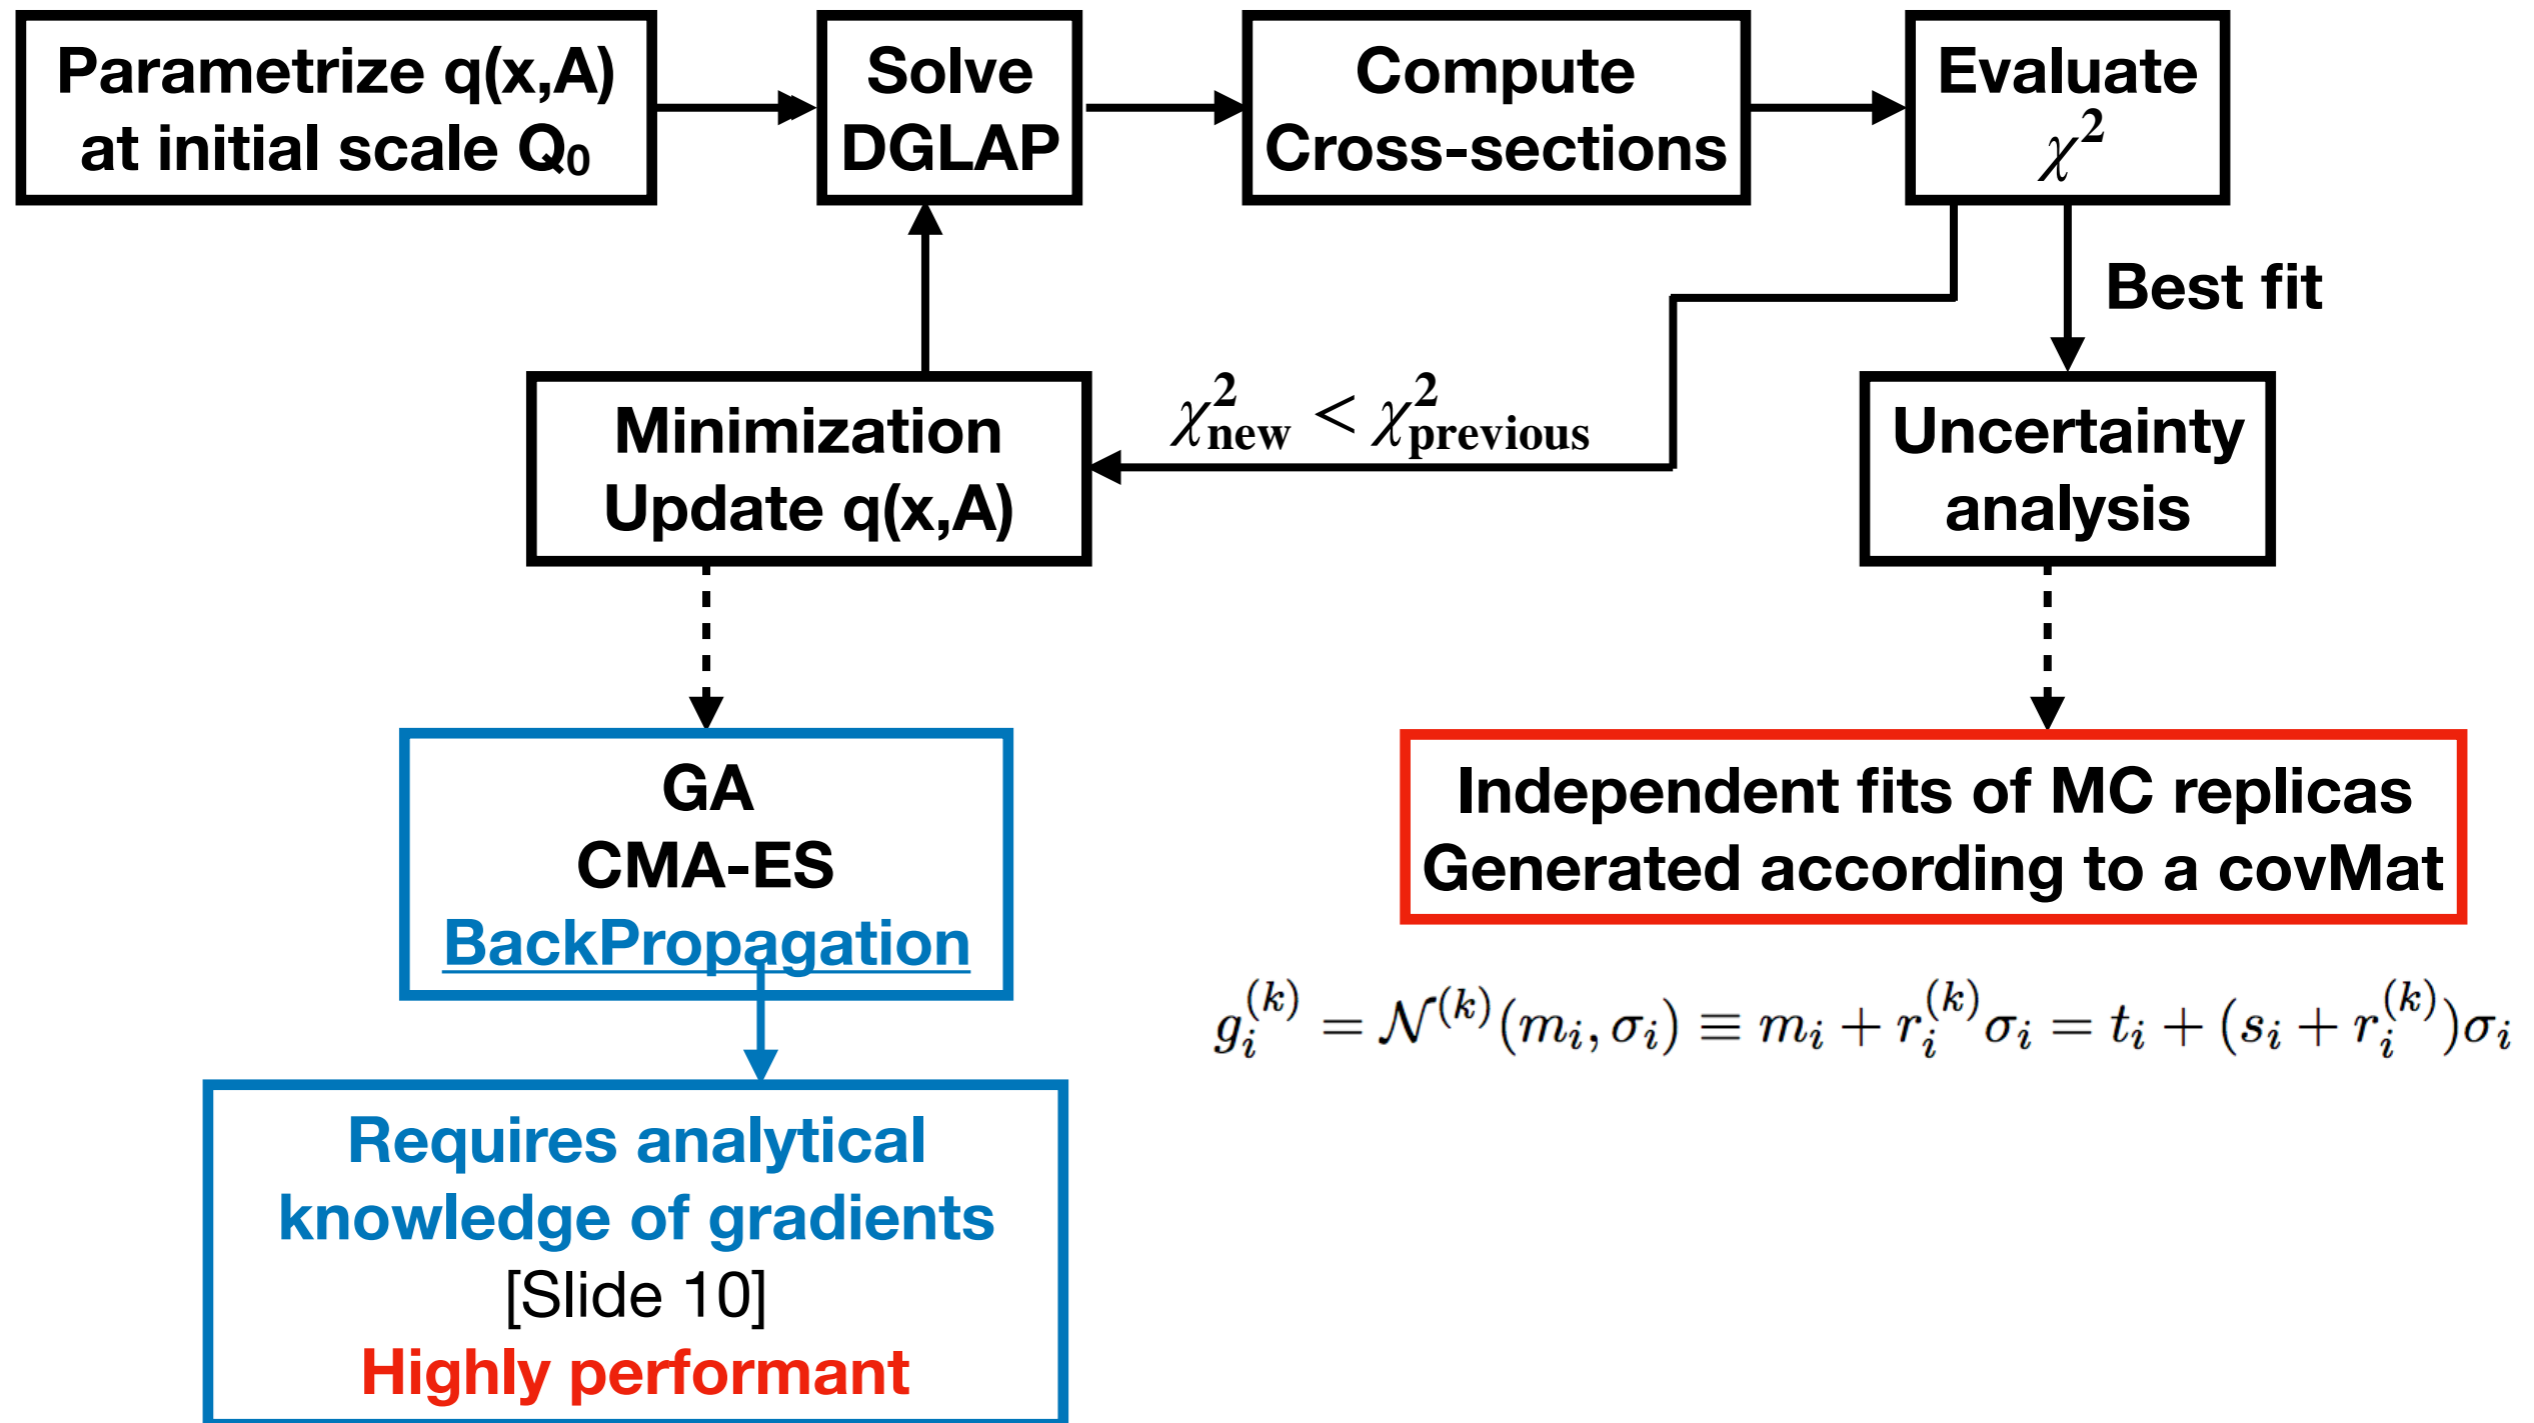 Parametrize q(x,A)
at initial scale Q₀
Solve
DGLAP
Compute
Cross-sections
Evaluate
χ²
Best fit
Minimization
Update q(x,A)
χ²_new < χ²_previous
Uncertainty
analysis
GA
CMA-ES
BackPropagation
Independent fits of MC replicas
Generated according to a covMat
g_i^(k) = 𝒩^(k)(m_i, σ_i) ≡ m_i + r_i^(k) σ_i = t_i + (s_i + r_i^(k))σ_i
Requires analytical
knowledge of gradients
[Slide 10]
Highly performant